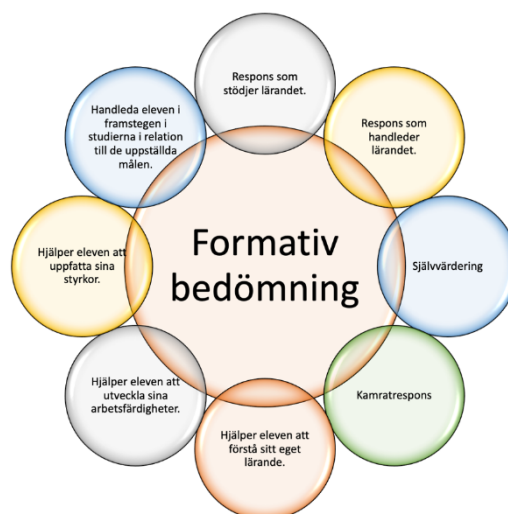 Respons som
stödjer lärandet.
Respons som
handleder
lärandet.
Självvärdering
Kamratrespons
Hjälper eleven att
förstå sitt eget
lärande.
Hjälper eleven att
utveckla sina
arbetsfärdigheter.
Hjälper eleven att
uppfatta sina
styrkor.
Handleda eleven i
framstegen i
studierna i relation
till de uppställda
målen.
Formativ
bedömning